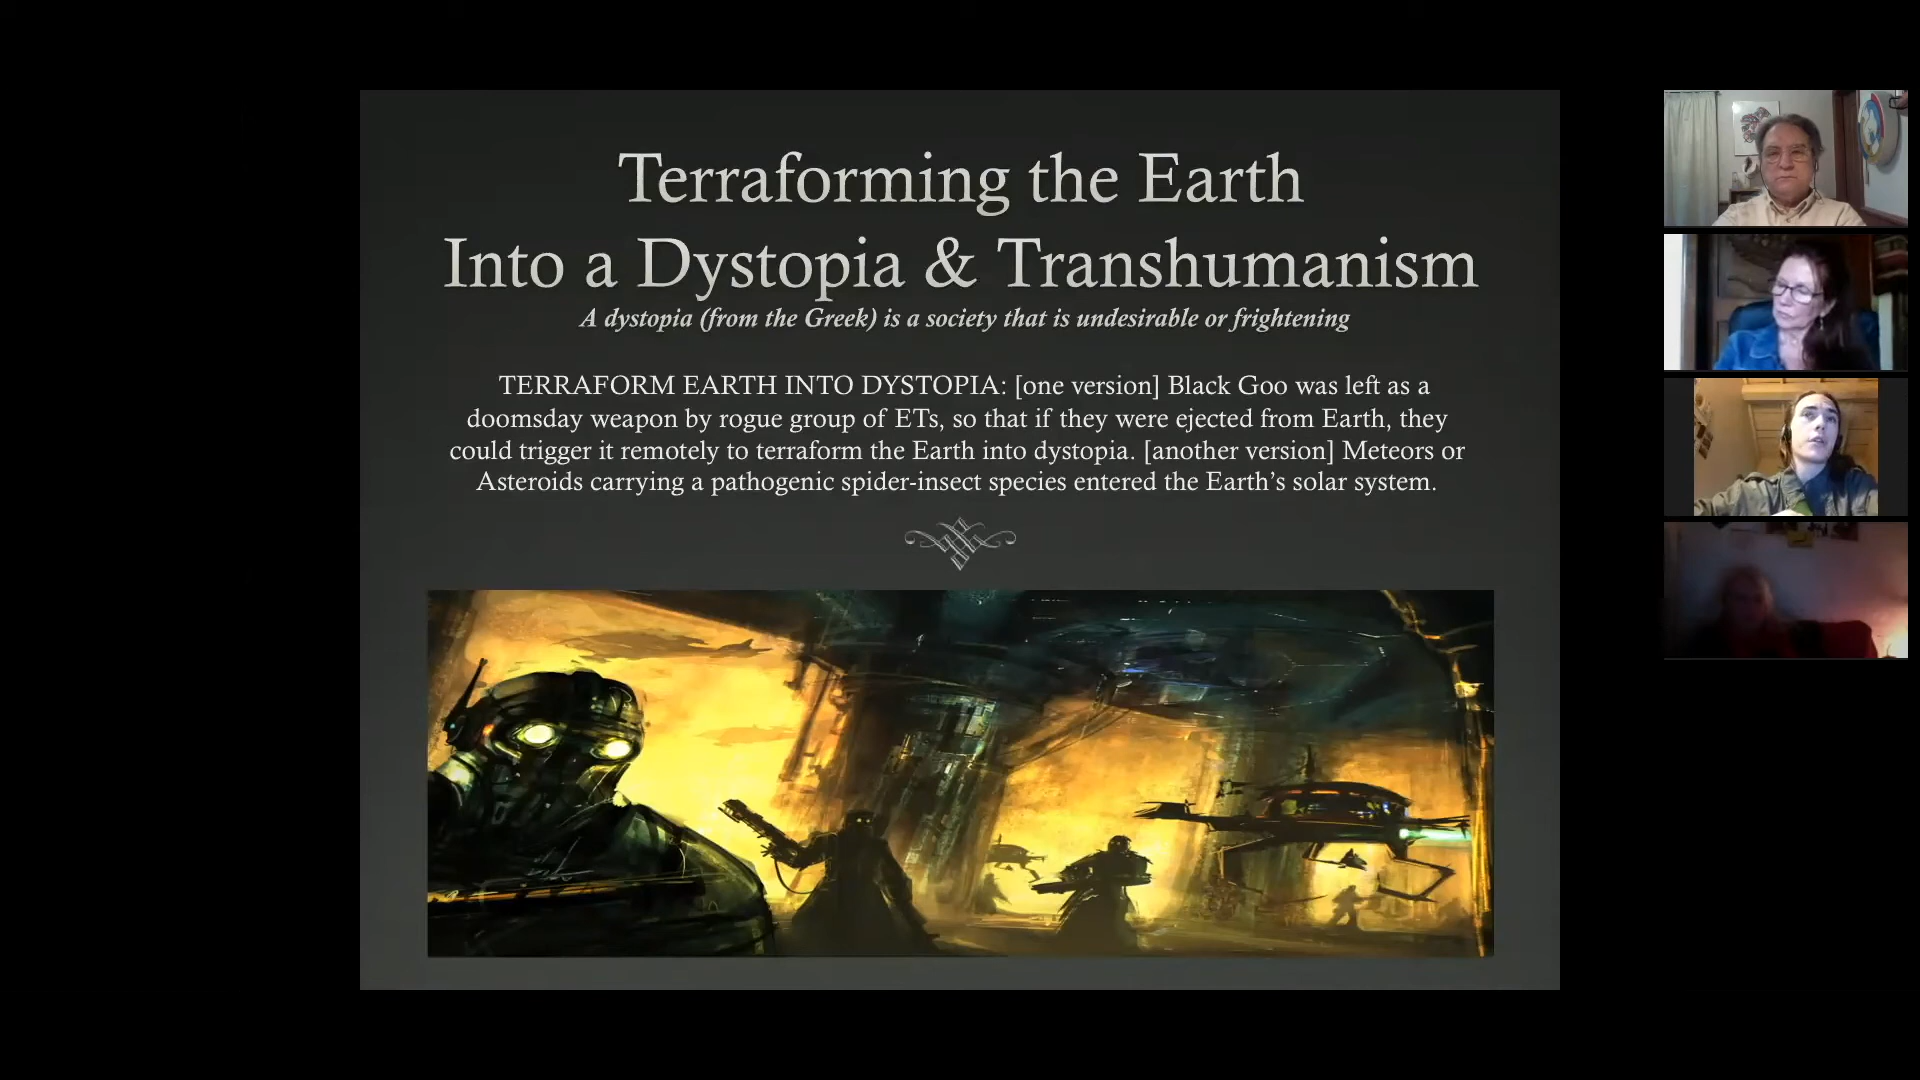 Terraforming the Earth
Into a Dystopia & Transhumanism
A dystopia (from the Greek) is a society that is undesirable or frightening
TERRAFORM EARTH INTO DYSTOPIA: [one version] Black Goo was left as a
doomsday weapon by rogue group of ETs, so that if they were ejected from Earth, they
could trigger it remotely to terraform the Earth into dystopia. [another version] Meteors or
Asteroids carrying a pathogenic spider-insect species entered the Earth’s solar system.